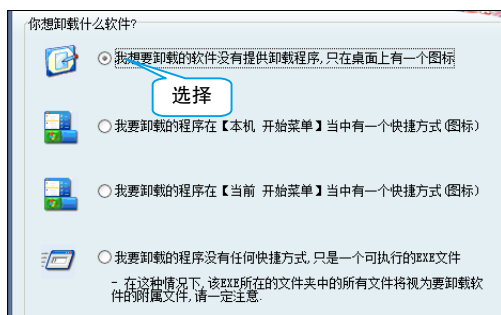 你想卸载什么软件?
我想要卸载的软件没有提供卸载程序,只在桌面上有一个图标
选择
我要卸载的程序在【本机 开始菜单】当中有一个快捷方式(图标)
我要卸载的程序在【当前 开始菜单】当中有一个快捷方式(图标)
我要卸载的程序没有任何快捷方式,只是一个可执行的EXE文件
- 在这种情况下,该EXE所在的文件夹中的所有文件将视为要卸载软
件的附属文件,请一定注意.